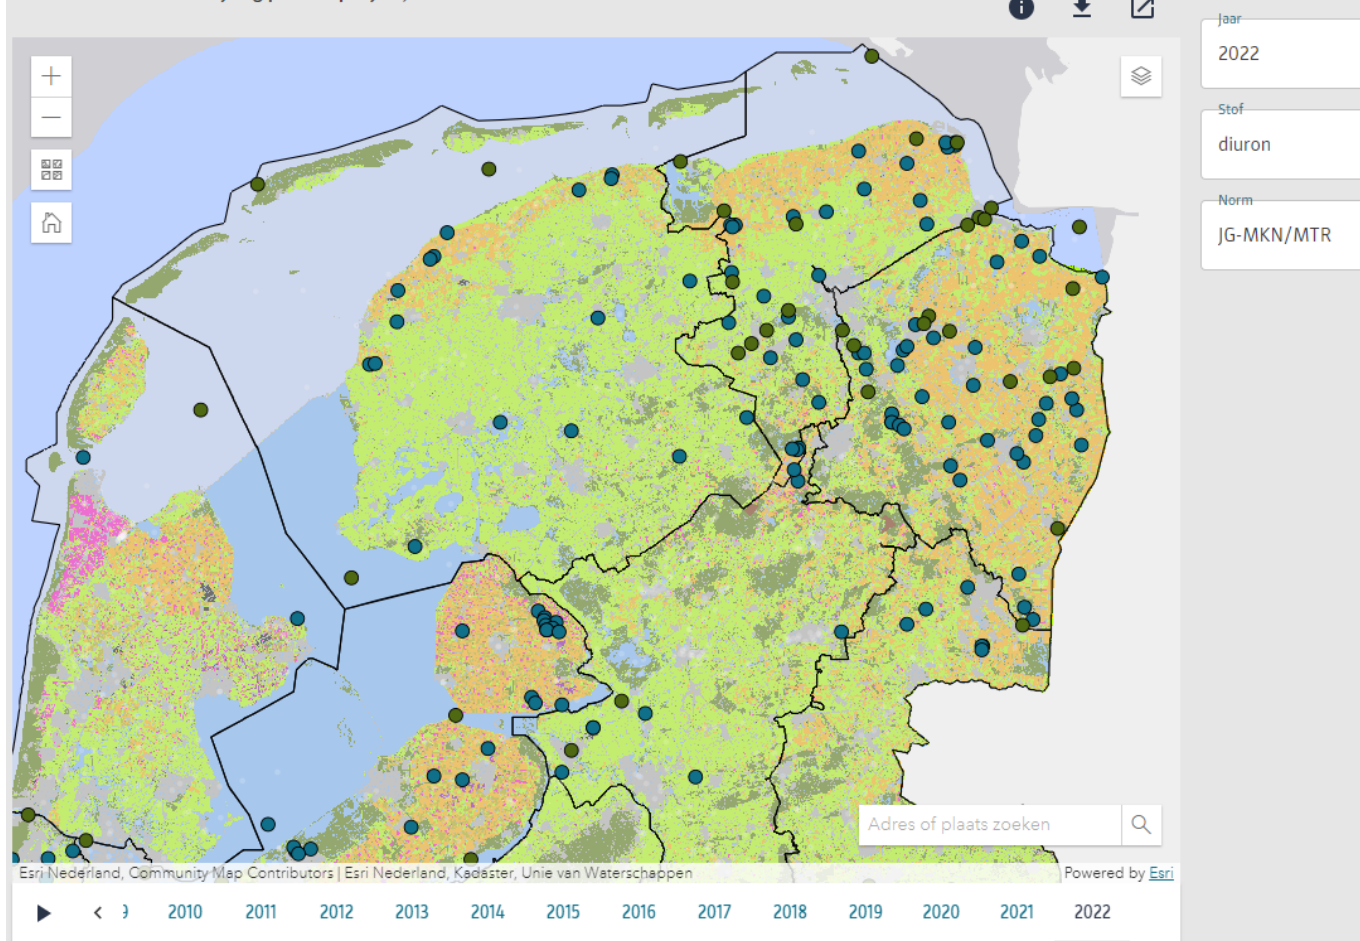 Jaar
2022
Stof
diuron
Norm
JG-MKN/MTR
Adres of plaats zoeken
Esri Nederland, Community Map Contributors | Esri Nederland, Kadaster, Unie van Waterschappen
Powered by Esri
2010 2011 2012 2013 2014 2015 2016 2017 2018 2019 2020 2021 2022